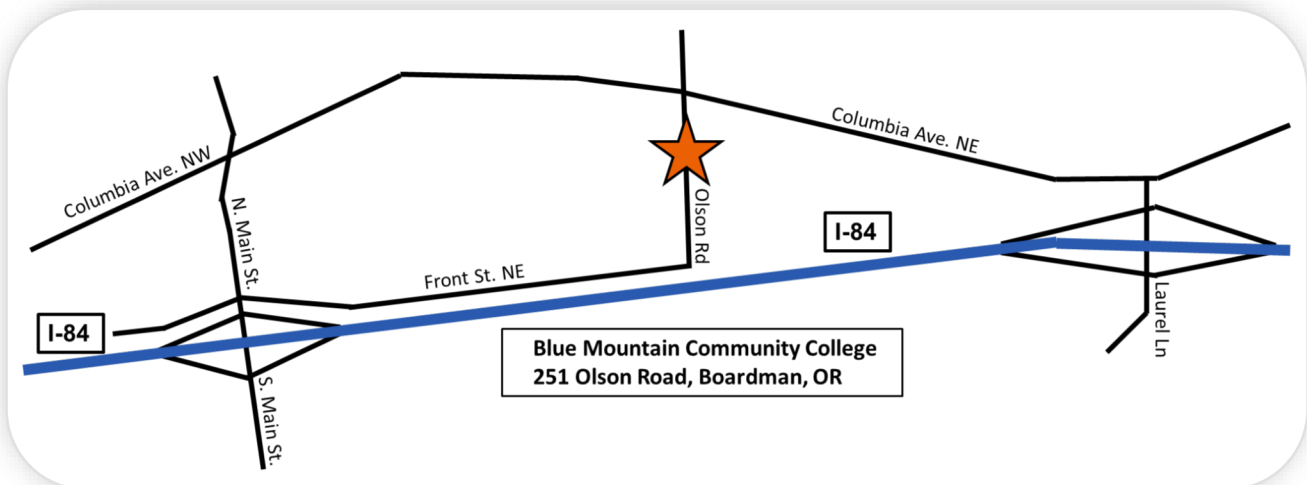 Columbia Ave. NW
N. Main St.
Columbia Ave. NE
Olson Rd
I-84
Front St. NE
I-84
Laurel Ln
Blue Mountain Community College
251 Olson Road, Boardman, OR
S. Main St.